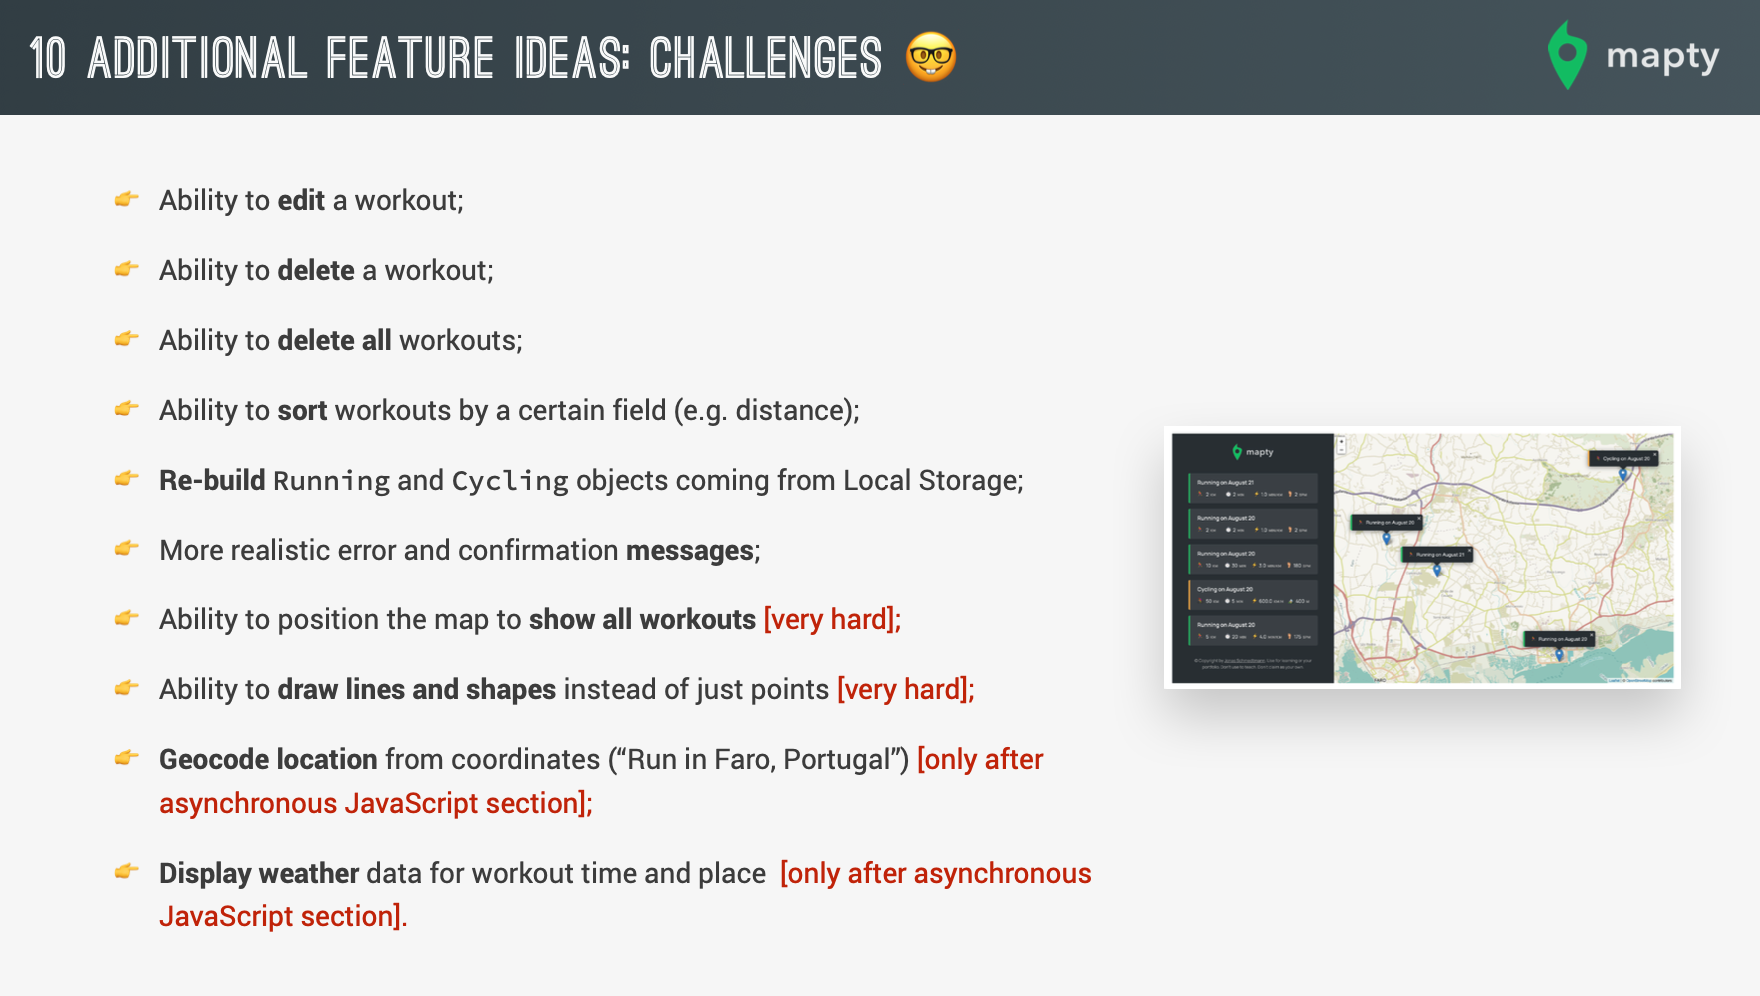 10 ADDITIONAL FEATURE IDEAS: CHALLENGES 🤓
mapty
👉 Ability to edit a workout;
👉 Ability to delete a workout;
👉 Ability to delete all workouts;
👉 Ability to sort workouts by a certain field (e.g. distance);
👉 Re-build Running and Cycling objects coming from Local Storage;
👉 More realistic error and confirmation messages;
👉 Ability to position the map to show all workouts [very hard];
👉 Ability to draw lines and shapes instead of just points [very hard];
👉 Geocode location from coordinates (“Run in Faro, Portugal”) [only after
asynchronous JavaScript section];
👉 Display weather data for workout time and place [only after asynchronous
JavaScript section].
mapty
Running on August 21
Running on August 20
Running on August 20
Cycling on August 20
Running on August 20
Cycling on August 20
Running on August 20
Running on August 21
Running on August 20